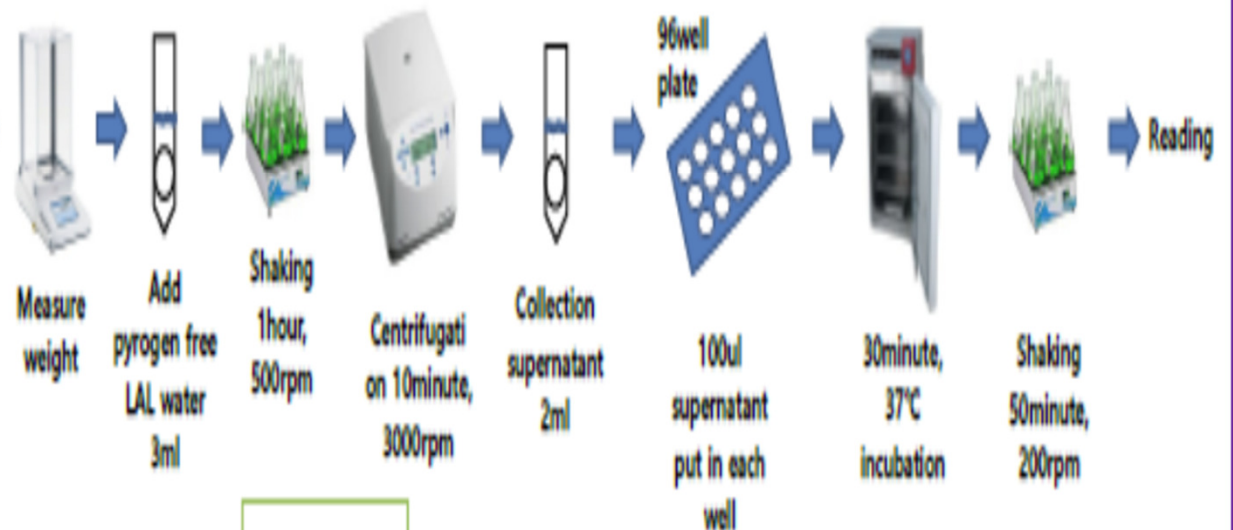 96well
plate
Reading
Measure
weight
Add
pyrogen free
LAL water
3ml
Shaking
1hour,
500rpm
Centrifugati
on 10minute,
3000rpm
Collection
supernatant
2ml
100ul
supernatant
put in each
well
30minute,
37℃
incubation
Shaking
50minute,
200rpm